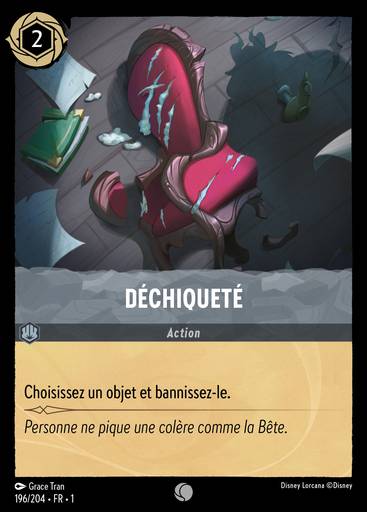 2
DÉCHIQUETÉ
Action
Choisissez un objet et bannissez-le.
Personne ne pique une colère comme la Bête.
Grace Tran
196/204 • FR • 1
Disney Lorcana ©Disney